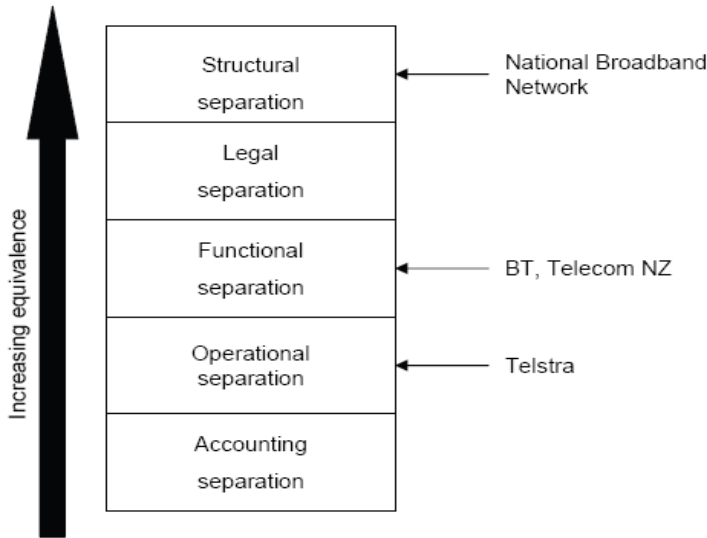 Increasing equivalence
Structural
separation
National Broadband
Network
Legal
separation
Functional
separation
BT, Telecom NZ
Operational
separation
Telstra
Accounting
separation